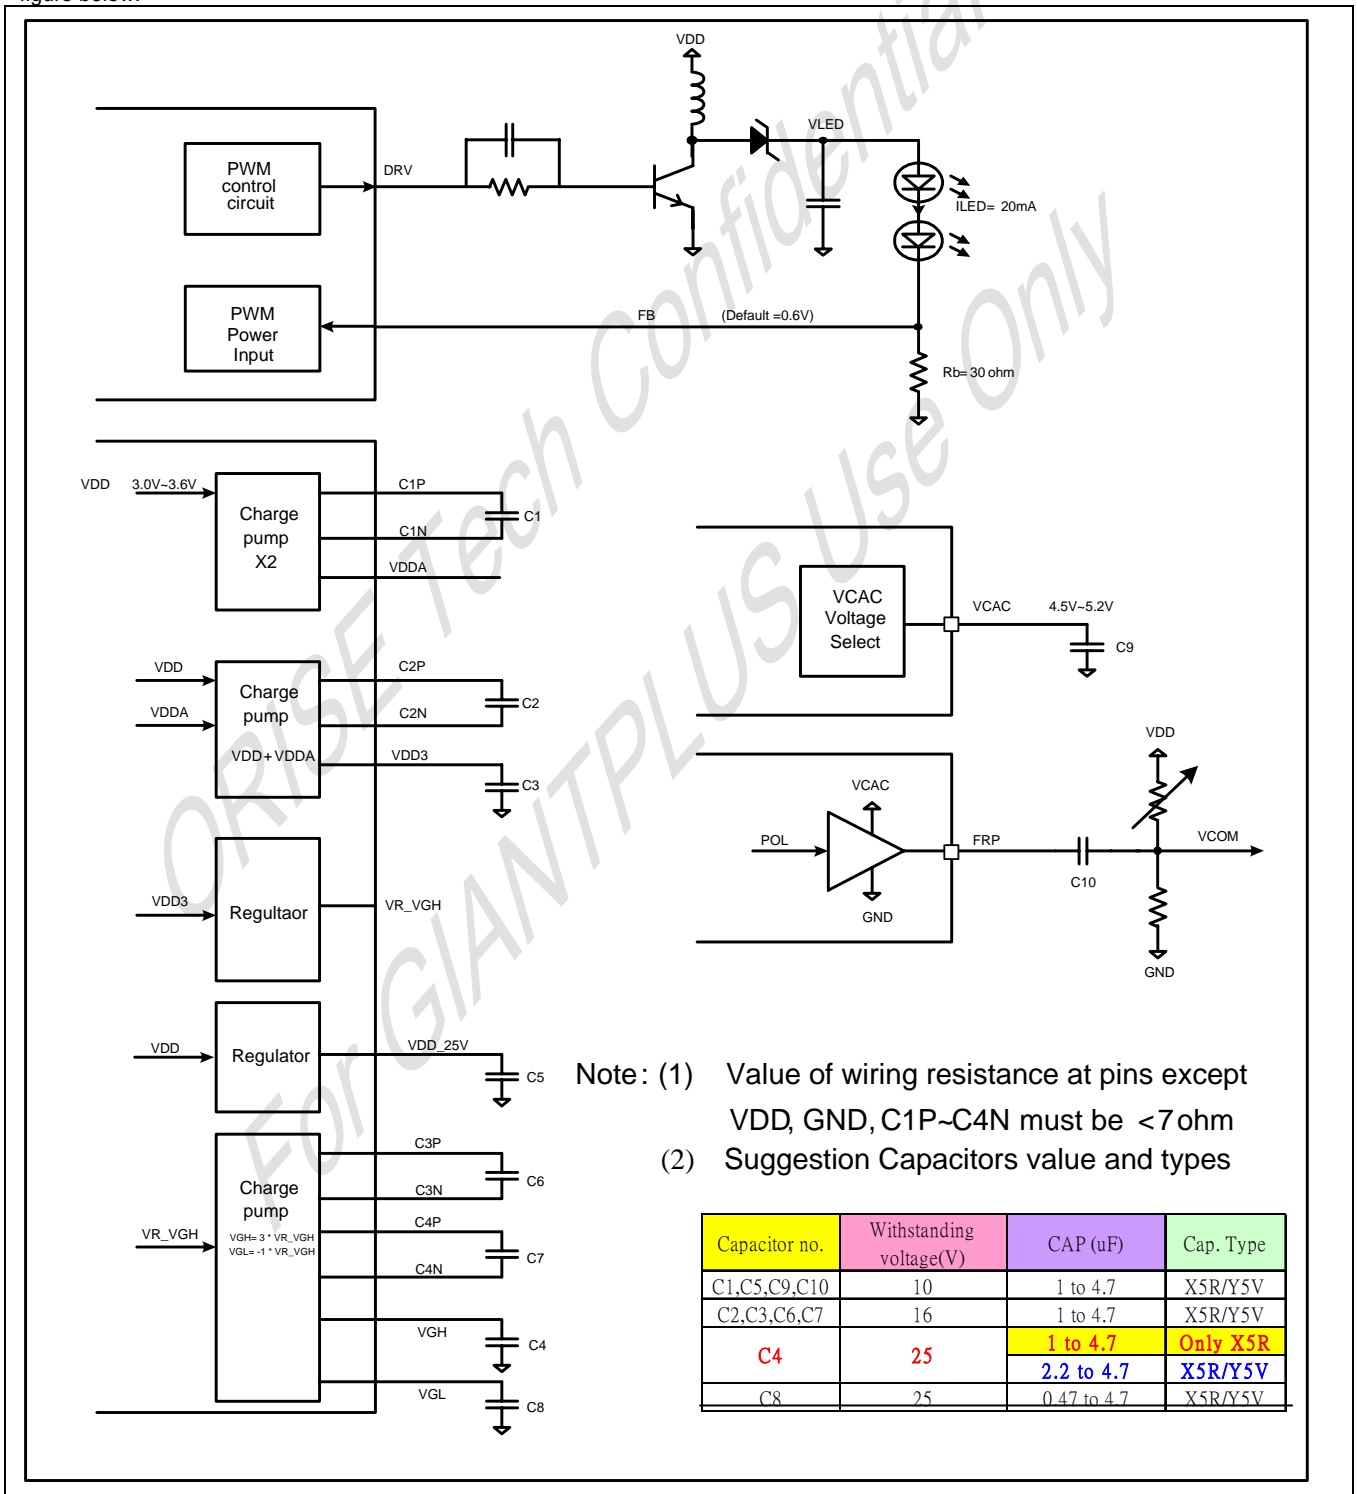 figure below.
VDD
PWM
control
circuit
DRV
VLED
ILED= 20mA
PWM
Power
Input
FB
(Default =0.6V)
Rb= 30 ohm
VDD
3.0V~3.6V
Charge
pump
X2
C1P
C1
C1N
VDDA
VCAC
Voltage
Select
VCAC
4.5V~5.2V
C9
VDD
VDDA
Charge
pump
VDD+VDDA
C2P
C2
C2N
VDD3
C3
VDD
VCAC
POL
FRP
C10
VCOM
GND
GND
VDD3
Regultaor
VR_VGH
VDD
Regulator
VDD_25V
C5
Note: (1) Value of wiring resistance at pins except
VDD, GND, C1P~C4N must be <7 ohm
(2) Suggestion Capacitors value and types
VR_VGH
Charge
pump
VGH= 3 * VR_VGH
VGL= -1 * VR_VGH
C3P
C6
C3N
C4P
C7
C4N
VGH
C4
VGL
C8
Capacitor no. Withstanding voltage(V) CAP (uF) Cap. Type
C1,C5,C9,C10 10 1 to 4.7 X5R/Y5V
C2,C3,C6,C7 16 1 to 4.7 X5R/Y5V
C4 25 1 to 4.7 Only X5R
2.2 to 4.7 X5R/Y5V
C8 25 0.47 to 4.7 X5R/Y5V
ORISE Tech Confidential
For GIANTPLUS Use Only